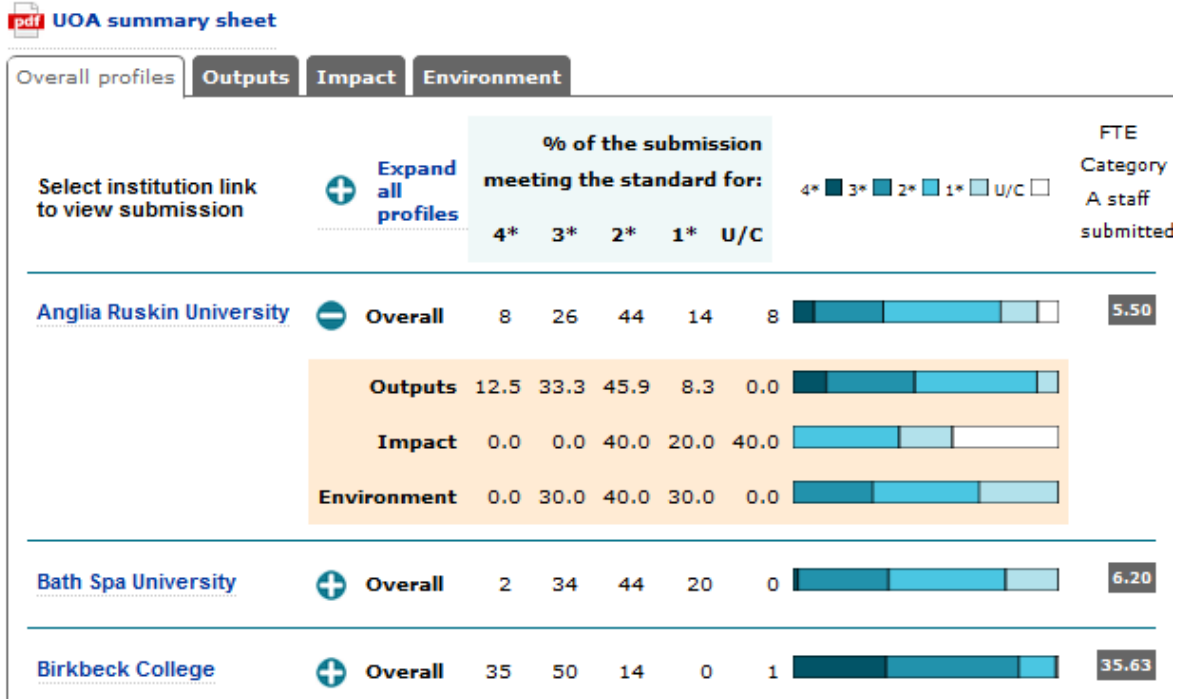 pdf UOA summary sheet
Overall profiles Outputs Impact Environment
Select institution link
to view submission
Expand
all
profiles
% of the submission
meeting the standard for:
4* 3* 2* 1* U/C
4* 3* 2* 1* U/C
FTE
Category
A staff
submitted
Anglia Ruskin University Overall 8 26 44 14 8 5.50
Outputs 12.5 33.3 45.9 8.3 0.0
Impact 0.0 0.0 40.0 20.0 40.0
Environment 0.0 30.0 40.0 30.0 0.0
Bath Spa University Overall 2 34 44 20 0 6.20
Birkbeck College Overall 35 50 14 0 1 35.63